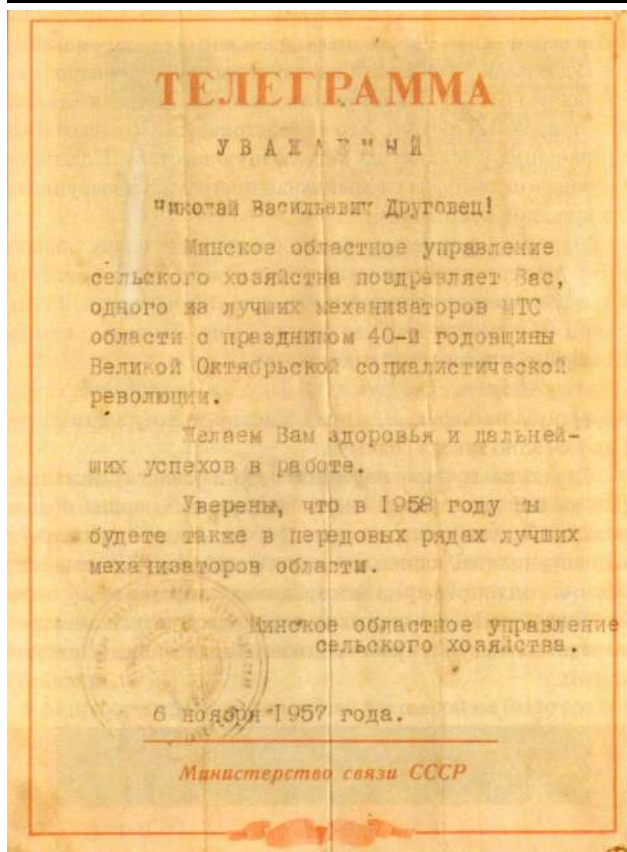 ТЕЛЕГРАММА
УВАЖАЕМЫЙ
Николай Васильевич Друговец!
Минское областное управление
сельского хозяйства поздравляет Вас,
одного из лучших механизаторов МТС
области с праздником 40-й годовщины
Великой Октябрьской социалистической
революции.
Желаем Вам здоровья и дальней-
ших успехов в работе.
Уверены, что в 1958 году Вы
будете также в передовых рядах лучших
механизаторов области.
Минское областное управление
сельского хозяйства.
6 ноября 1957 года.
Министерство связи СССР